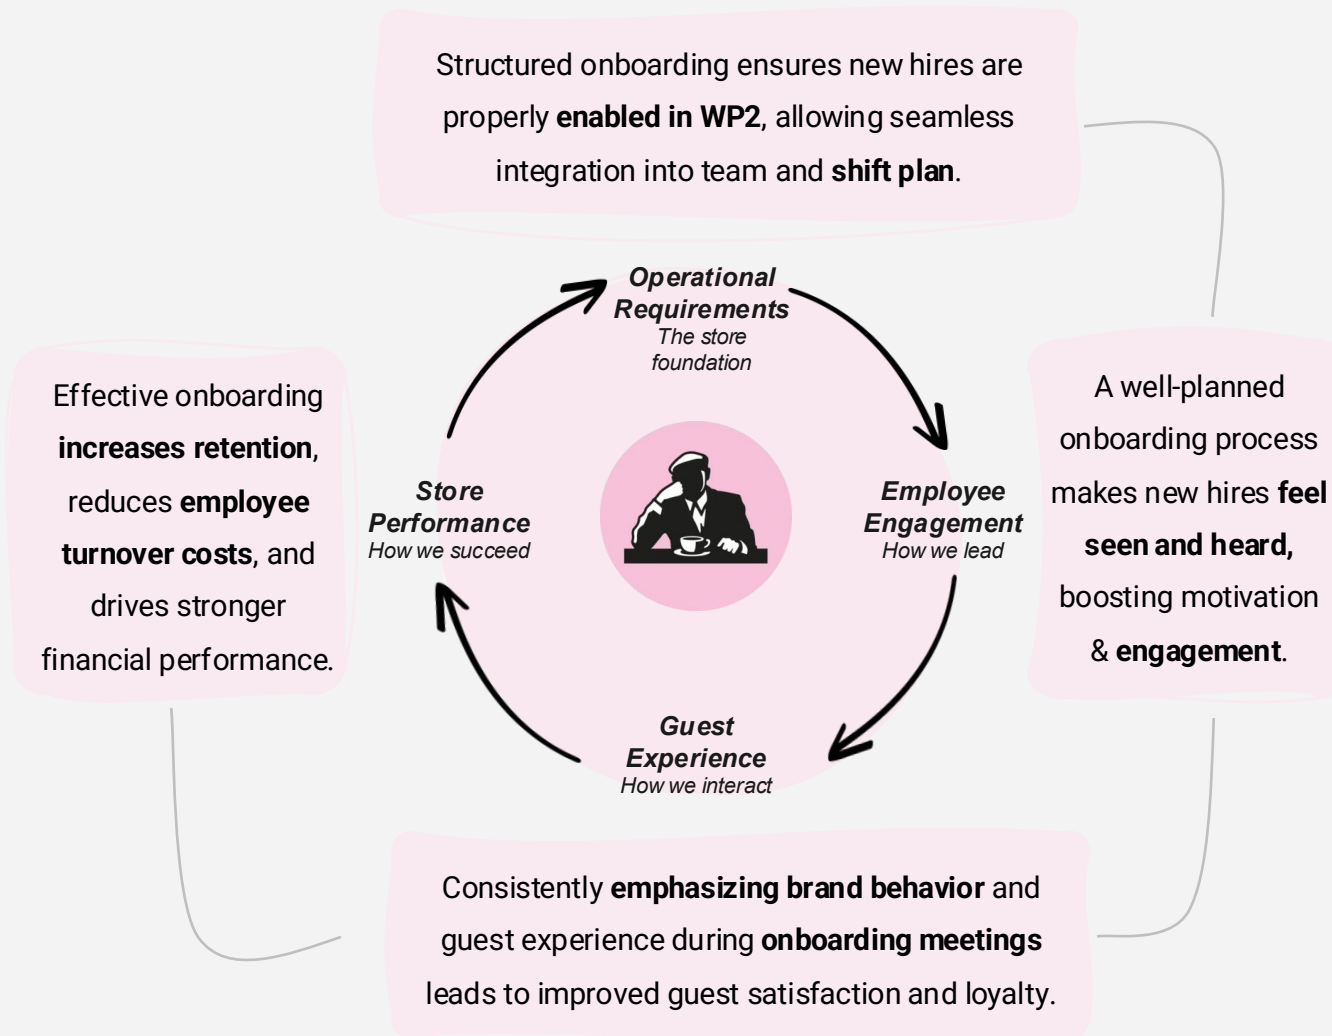 Structured onboarding ensures new hires are
properly enabled in WP2, allowing seamless
integration into team and shift plan.
Operational
Requirements
The store
foundation
Effective onboarding
increases retention,
reduces employee
turnover costs, and
drives stronger
financial performance.
Store
Performance
How we succeed
Employee
Engagement
How we lead
A well-planned
onboarding process
makes new hires feel
seen and heard,
boosting motivation
& engagement.
Guest
Experience
How we interact
Consistently emphasizing brand behavior and
guest experience during onboarding meetings
leads to improved guest satisfaction and loyalty.